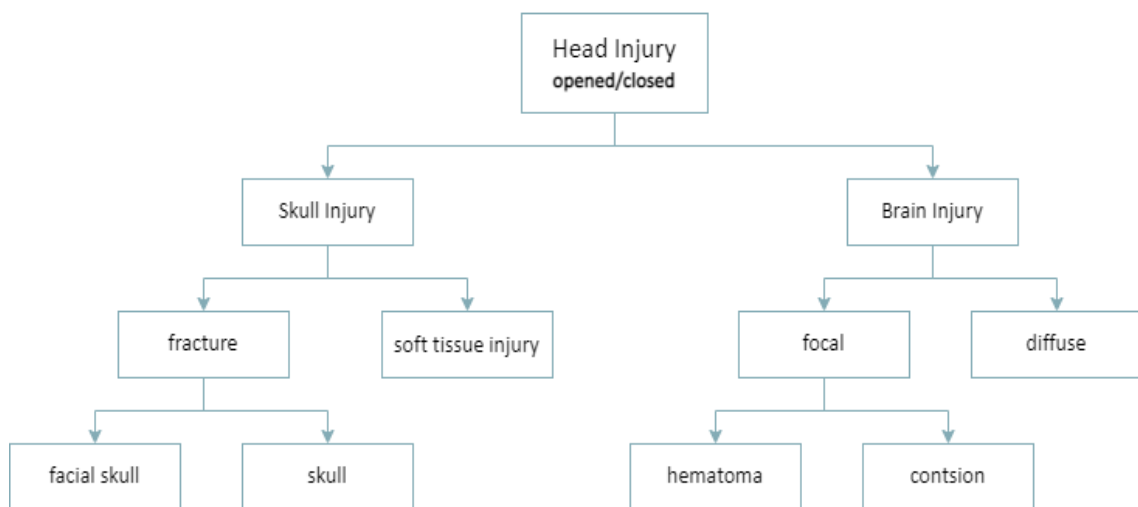 Head Injury
opened/closed
Skull Injury
Brain Injury
fracture
soft tissue injury
focal
diffuse
facial skull
skull
hematoma
contsion